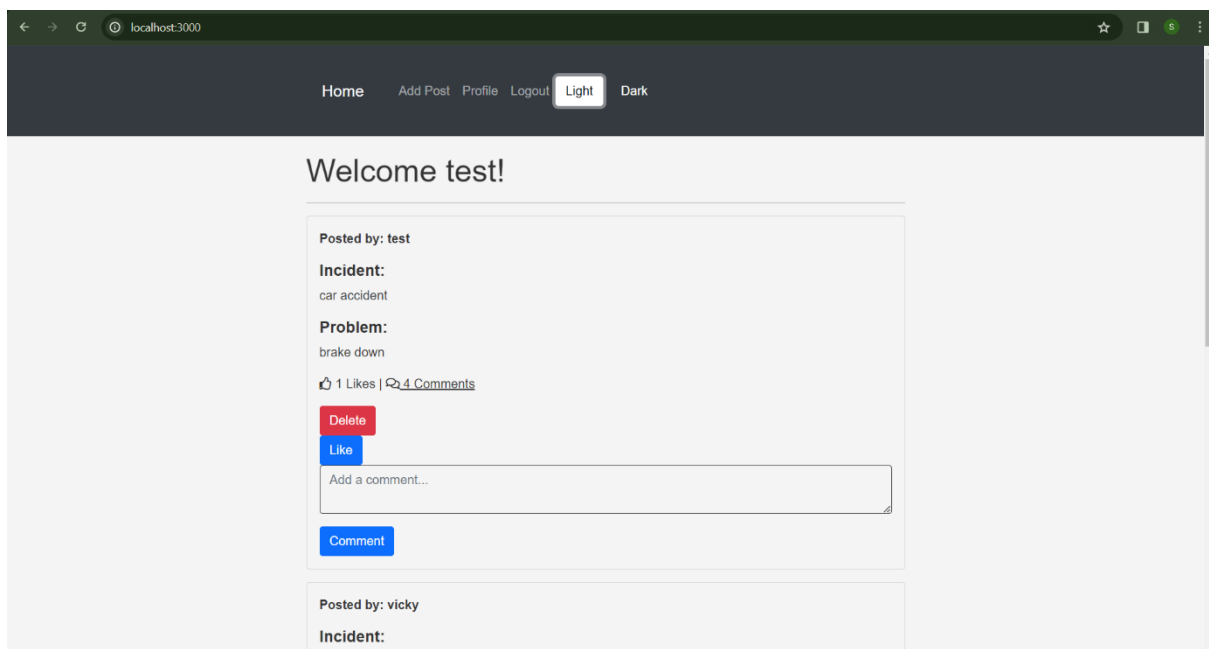 localhost:3000
S
Home Add Post Profile Logout Light Dark
Welcome test!
Posted by: test
Incident:
car accident
Problem:
brake down
1 Likes | 4 Comments
Delete
Like
Add a comment...
Comment
Posted by: vicky
Incident: